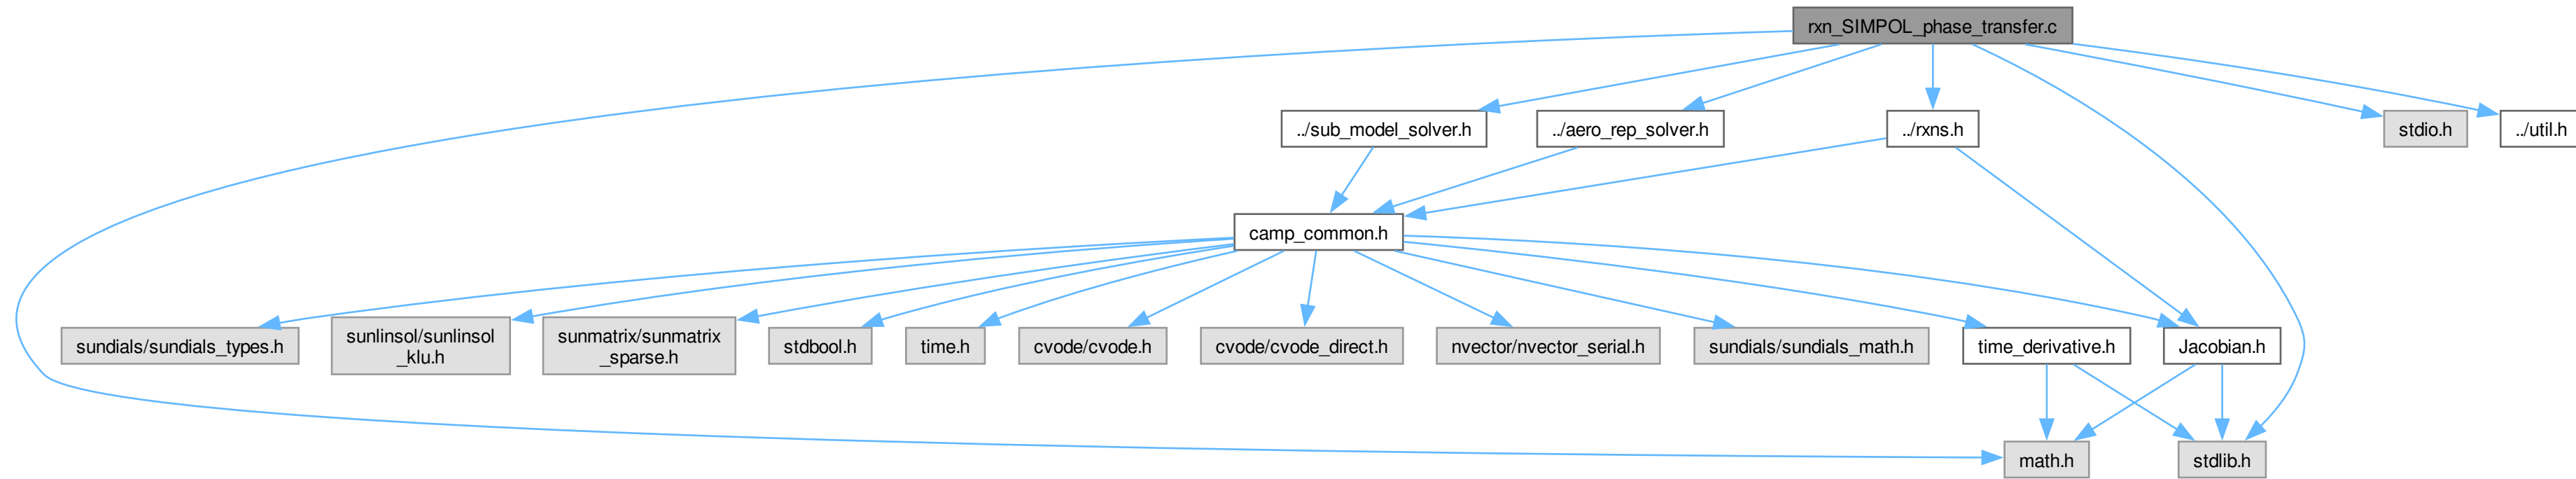 rxn_SIMPOL_phase_transfer.c
../sub_model_solver.h
../aero_rep_solver.h
../rxns.h
stdio.h
../util.h
camp_common.h
sundials/sundials_types.h
sunlinsol/sunlinsol
_klu.h
sunmatrix/sunmatrix
_sparse.h
stdbool.h
time.h
cvode/cvode.h
cvode/cvode_direct.h
nvector/nvector_serial.h
sundials/sundials_math.h
time_derivative.h
Jacobian.h
math.h
stdlib.h